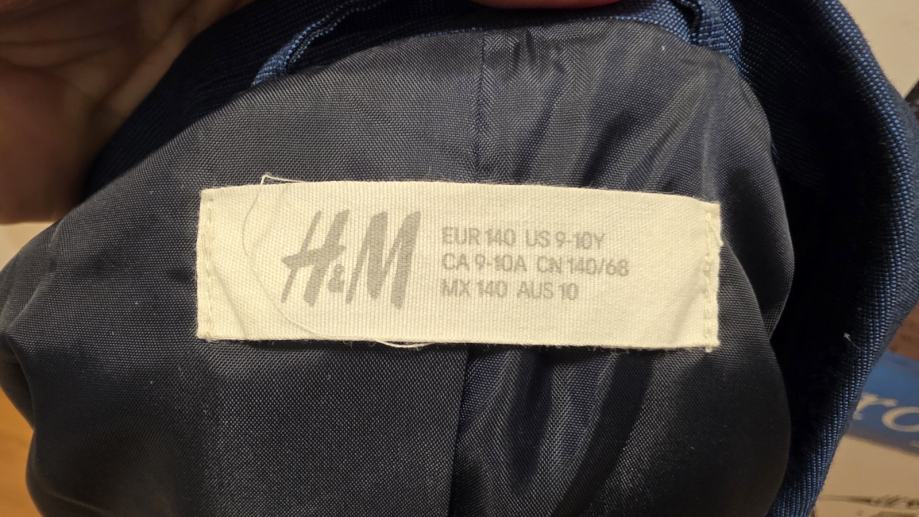 H&M
EUR 140 US 9-10Y
CA 9-10A CN 140/68
MX 140 AUS 10